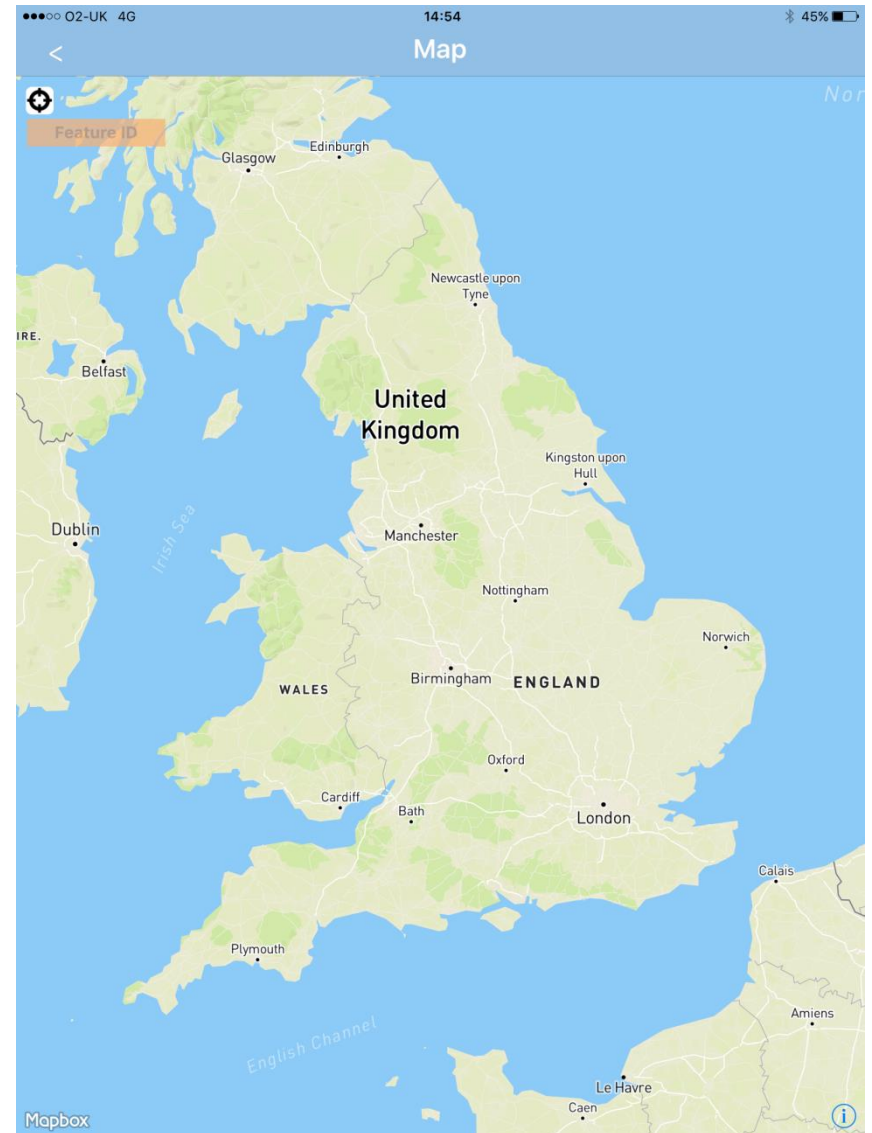 O2-UK 4G
14:54
45%
<
Map
Nor
Feature ID
Edinburgh
Glasgow
Newcastle upon
Tyne
IRE.
Belfast
United
Kingdom
Kingston upon
Hull
Dublin
Irish Sea
Manchester
Nottingham
Norwich
Birmingham
ENGLAND
WALES
Oxford
Cardiff
Bath
London
Calais
Plymouth
Amiens
English Channel
Le Havre
Caen
Mapbox
i